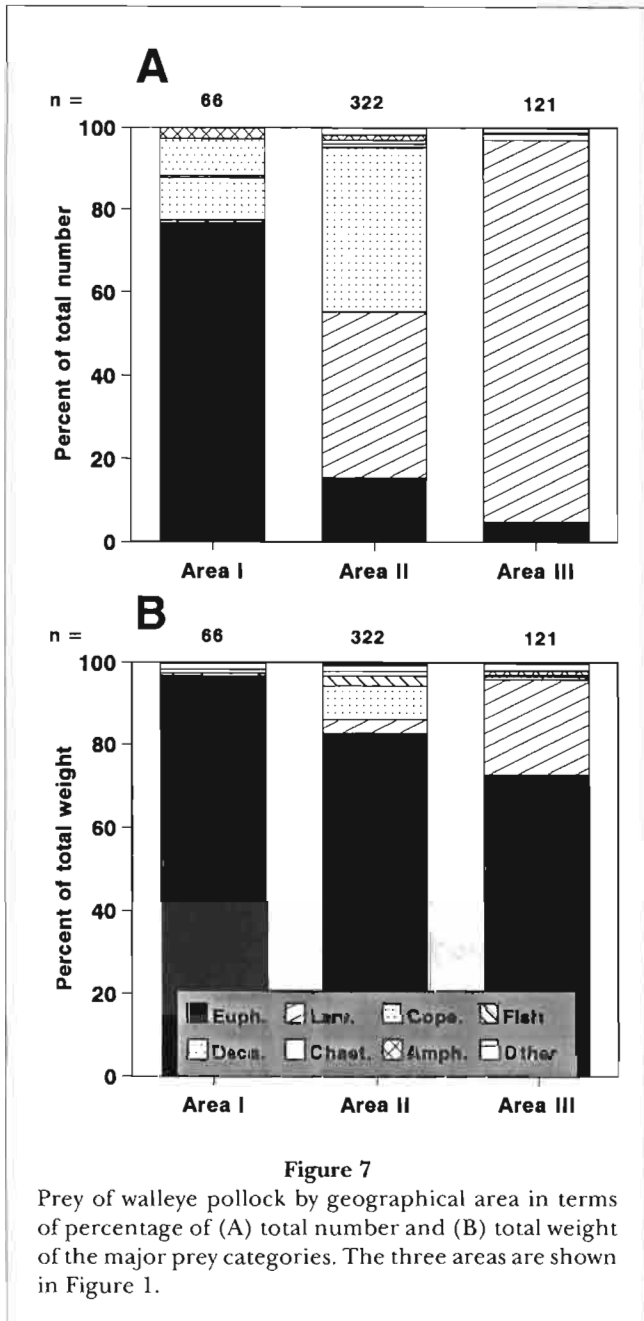 A
n = 66 322 121
Percent of total number
100
80
60
40
20
0
Area I Area II Area III
B
n = 66 322 121
Percent of total weight
100
80
60
40
20
0
Euph. Larv. Cope. Fish
Deca. Chaet. Amph. Other
Area I Area II Area III
Figure 7
Prey of walleye pollock by geographical area in terms
of percentage of (A) total number and (B) total weight
of the major prey categories. The three areas are shown
in Figure 1.